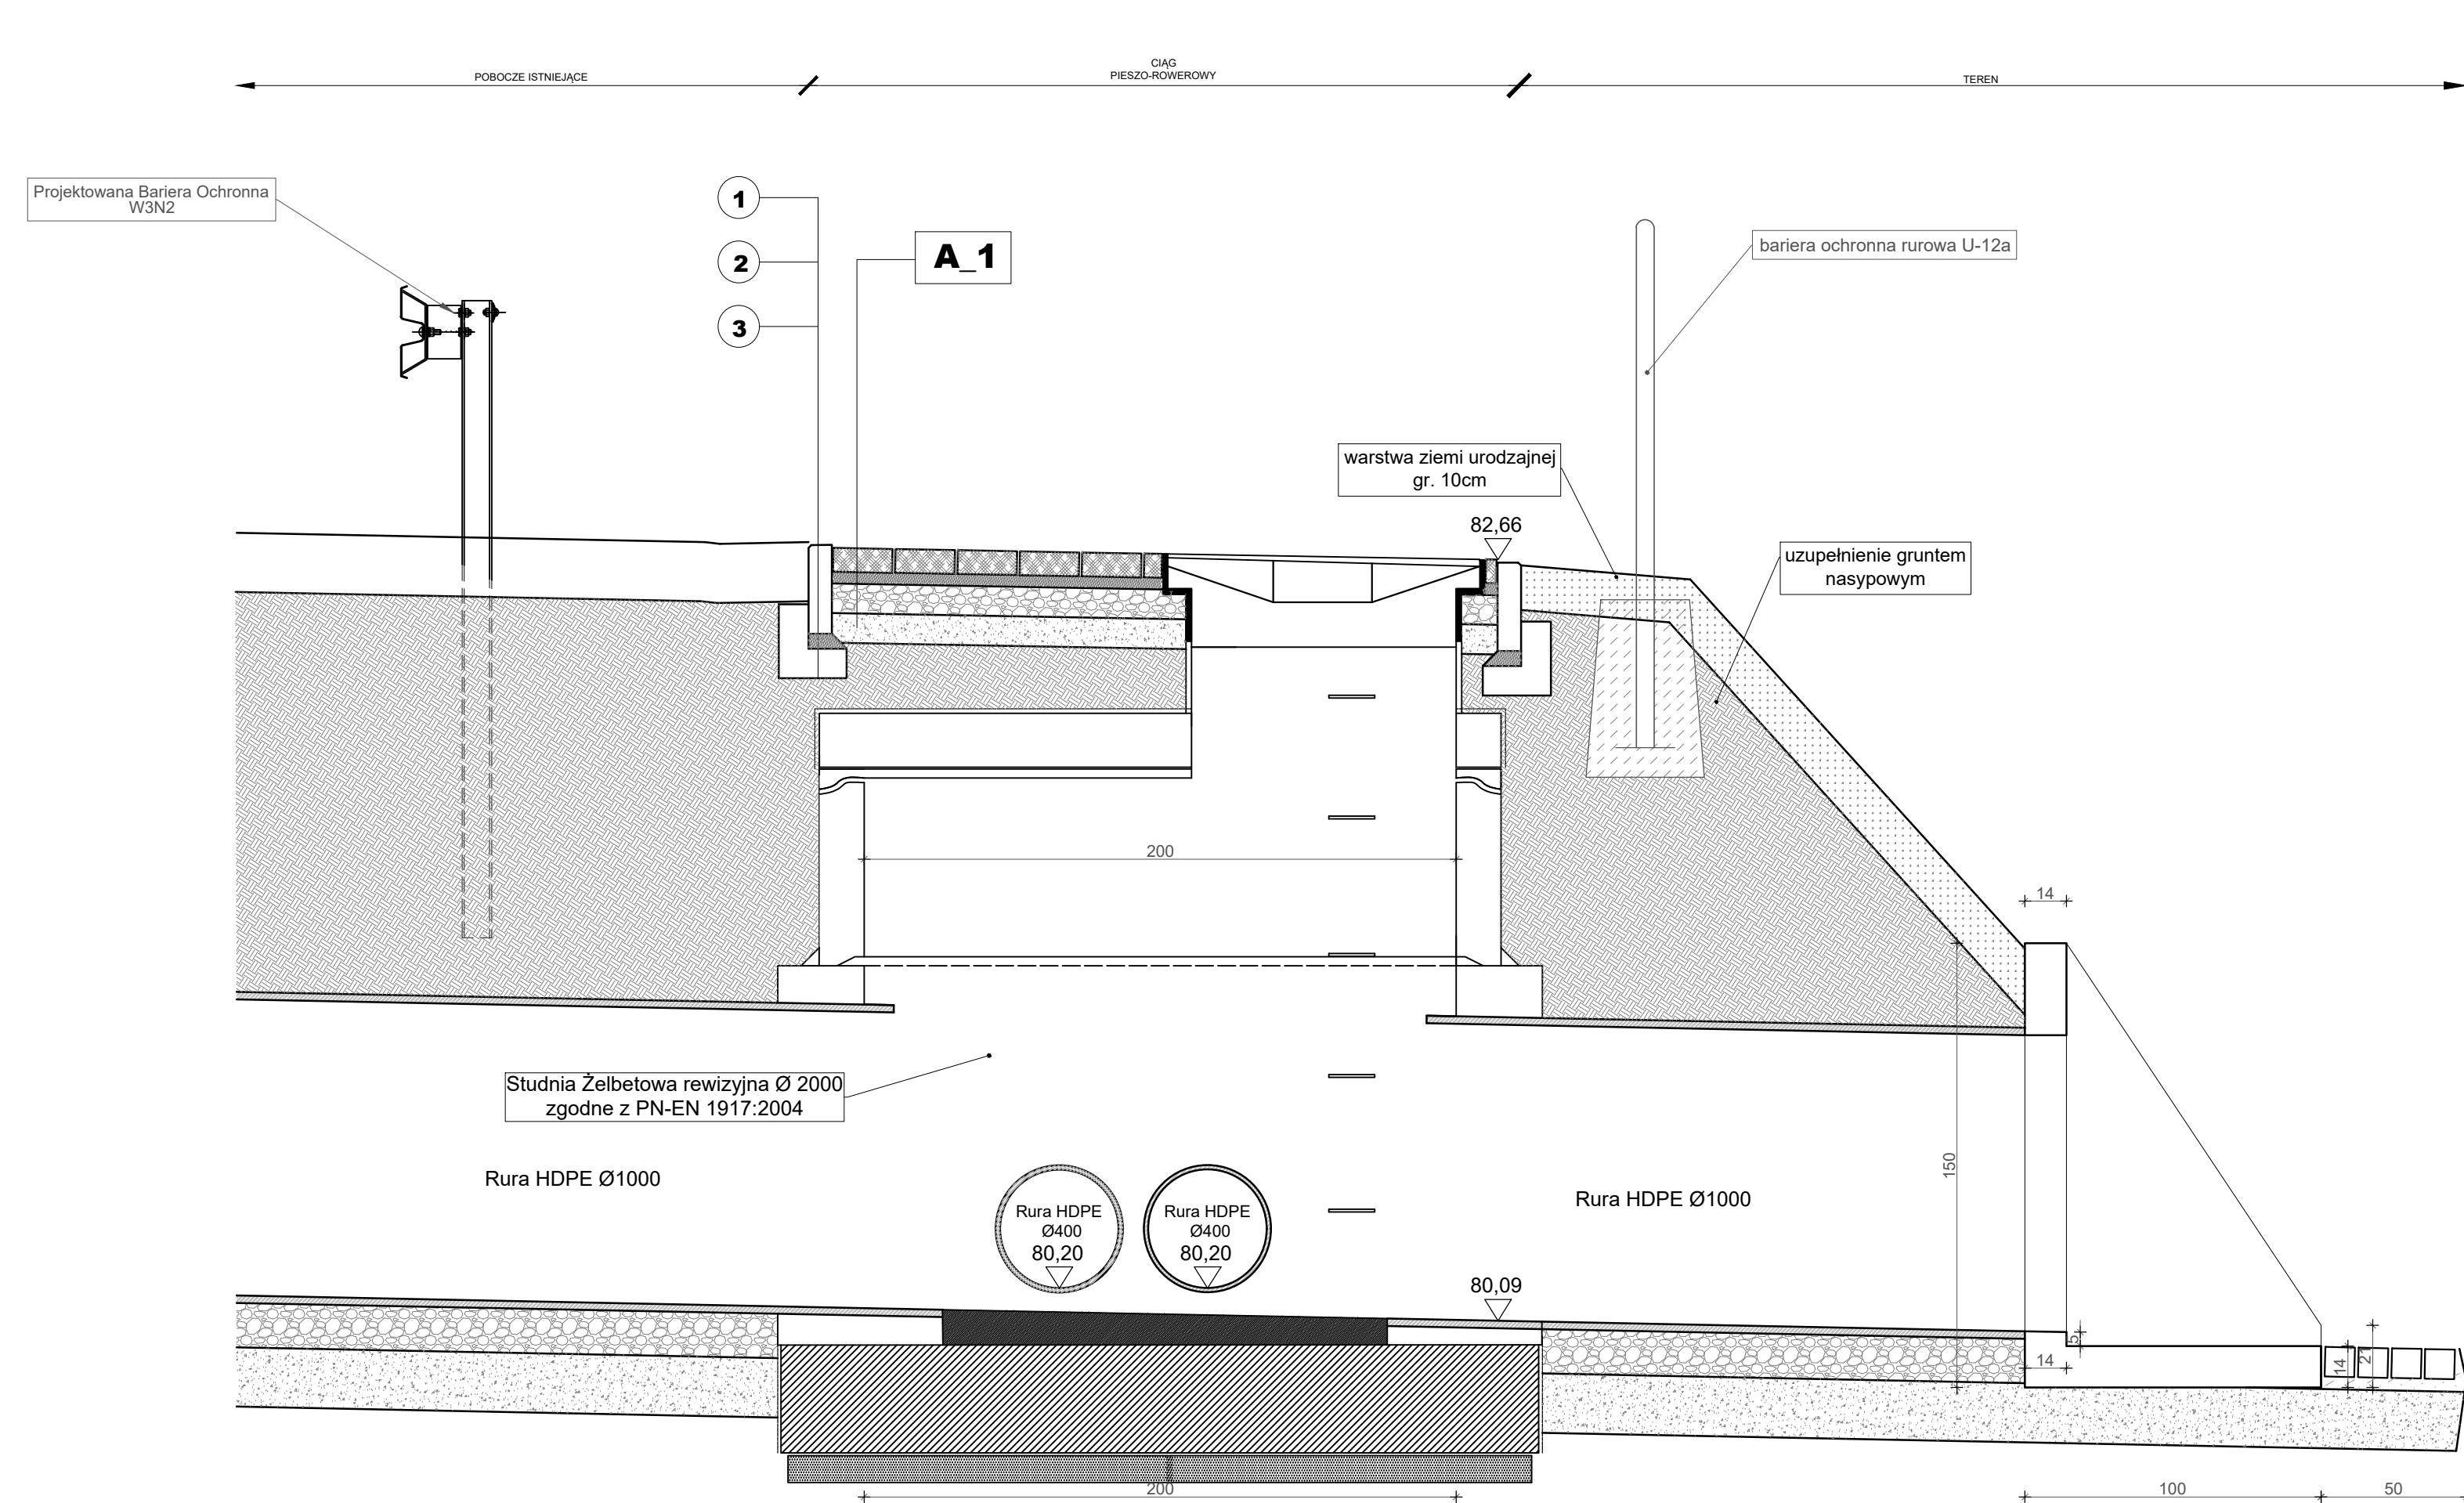 POBOCZE ISTNIEJĄCE
CIĄG
PIESZO-ROWEROWY
TEREN
Projektowana Bariera Ochronna
W3N2
1
2
3
A_1
bariera ochronna rurowa U-12a
warstwa ziemi urodzajnej
gr. 10cm
82,66
uzupełnienie gruntem
nasypowym
200
14
150
Studnia Żelbetowa rewizyjna Ø 2000
zgodne z PN-EN 1917:2004
Rura HDPE Ø1000
Rura HDPE
Ø400
80,20
Rura HDPE
Ø400
80,20
Rura HDPE Ø1000
80,09
5
14
14
21
200
100
50